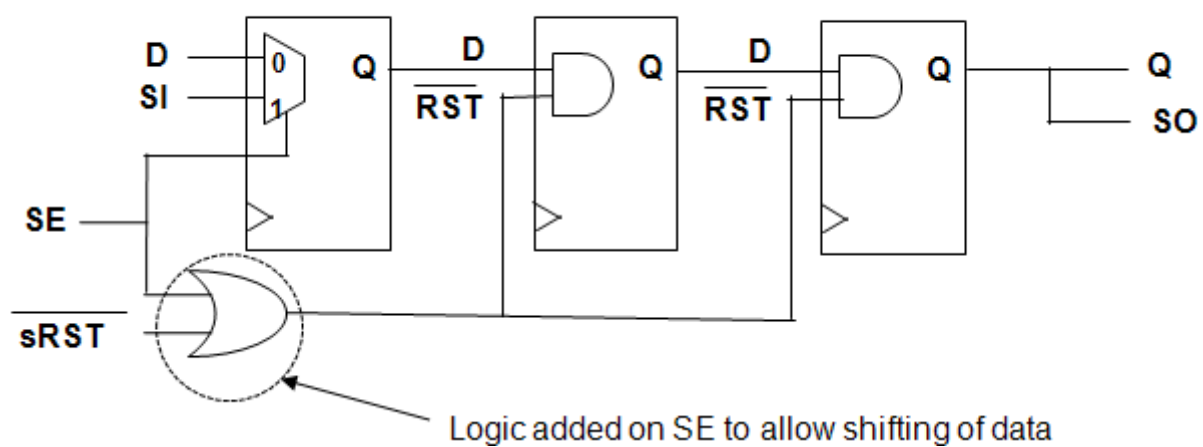 D
0
SI
1
Q
D
RST
Q
D
RST
Q
Q
SO
SE
sRST
Logic added on SE to allow shifting of data